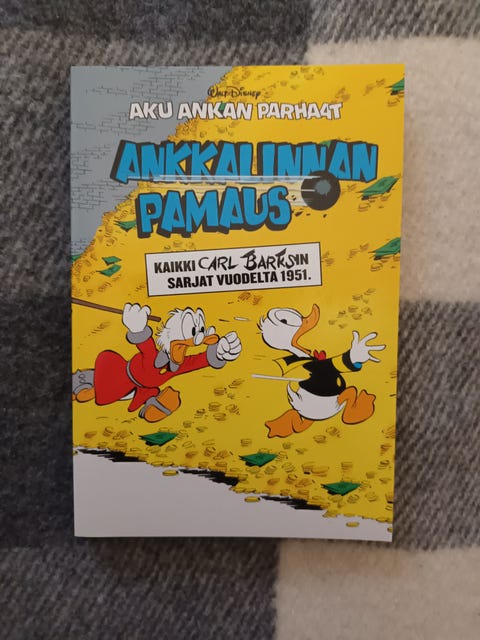 Walt Disney
AKU ANKAN PARHAAT
ANKKALINNAN
PAMAUS
KAIKKI CARL BARKSIN
SARJAT VUODELTA 1951.